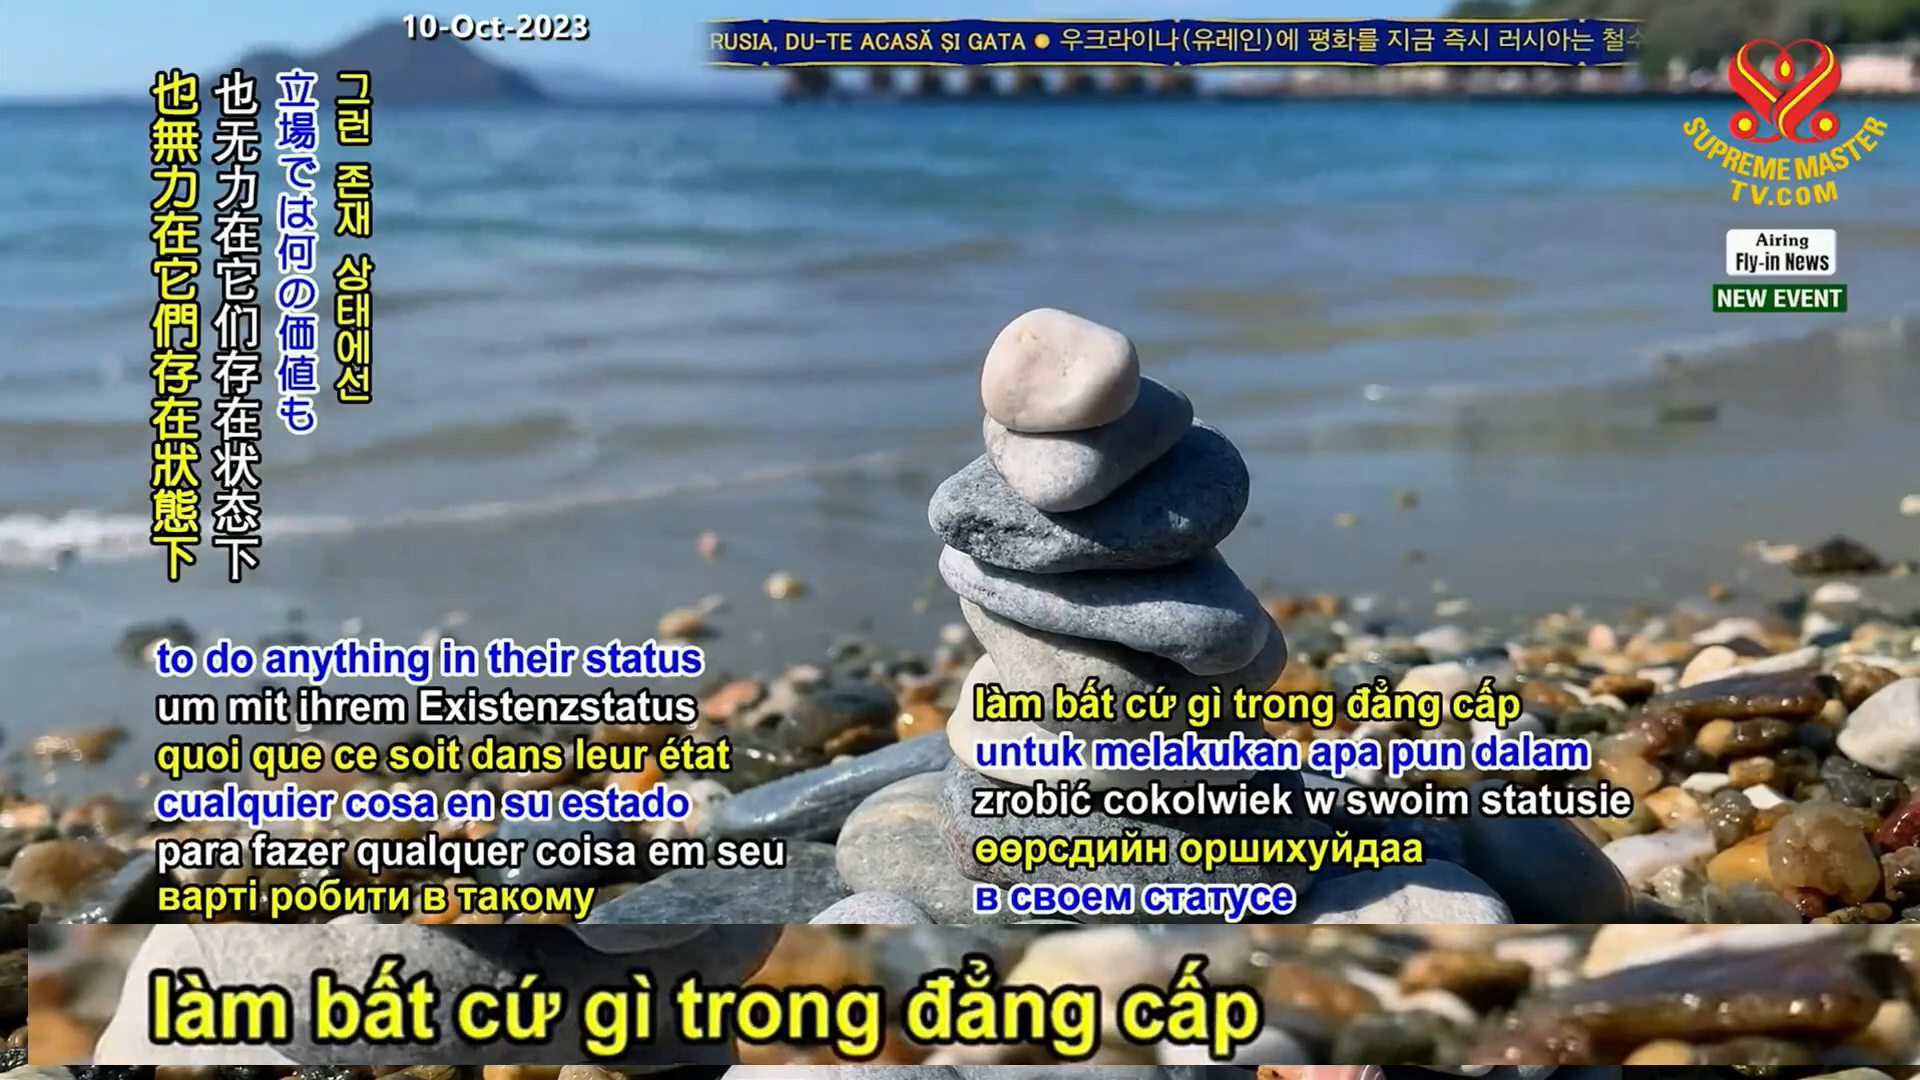 10-Oct-2023
RUSIA, DU-TE ACASĂ ȘI GATA ● 우크라이나(유레인)에 평화를 지금 즉시 러시아는 철수
SUPREME MASTER
TV.COM
Airing
Fly-in News
NEW EVENT
그런 존재 상태에선
立場では何の価値も
也无力在它们存在状态下
也無力在它們存在狀態下
to do anything in their status
um mit ihrem Existenzstatus
quoi que ce soit dans leur état
cualquier cosa en su estado
para fazer qualquer coisa em seu
варті робити в такому
làm bất cứ gì trong đẳng cấp
untuk melakukan apa pun dalam
zrobić cokolwiek w swoim statusie
өөрсдийн оршихуйдаа
в своем статусе
làm bất cứ gì trong đẳng cấp